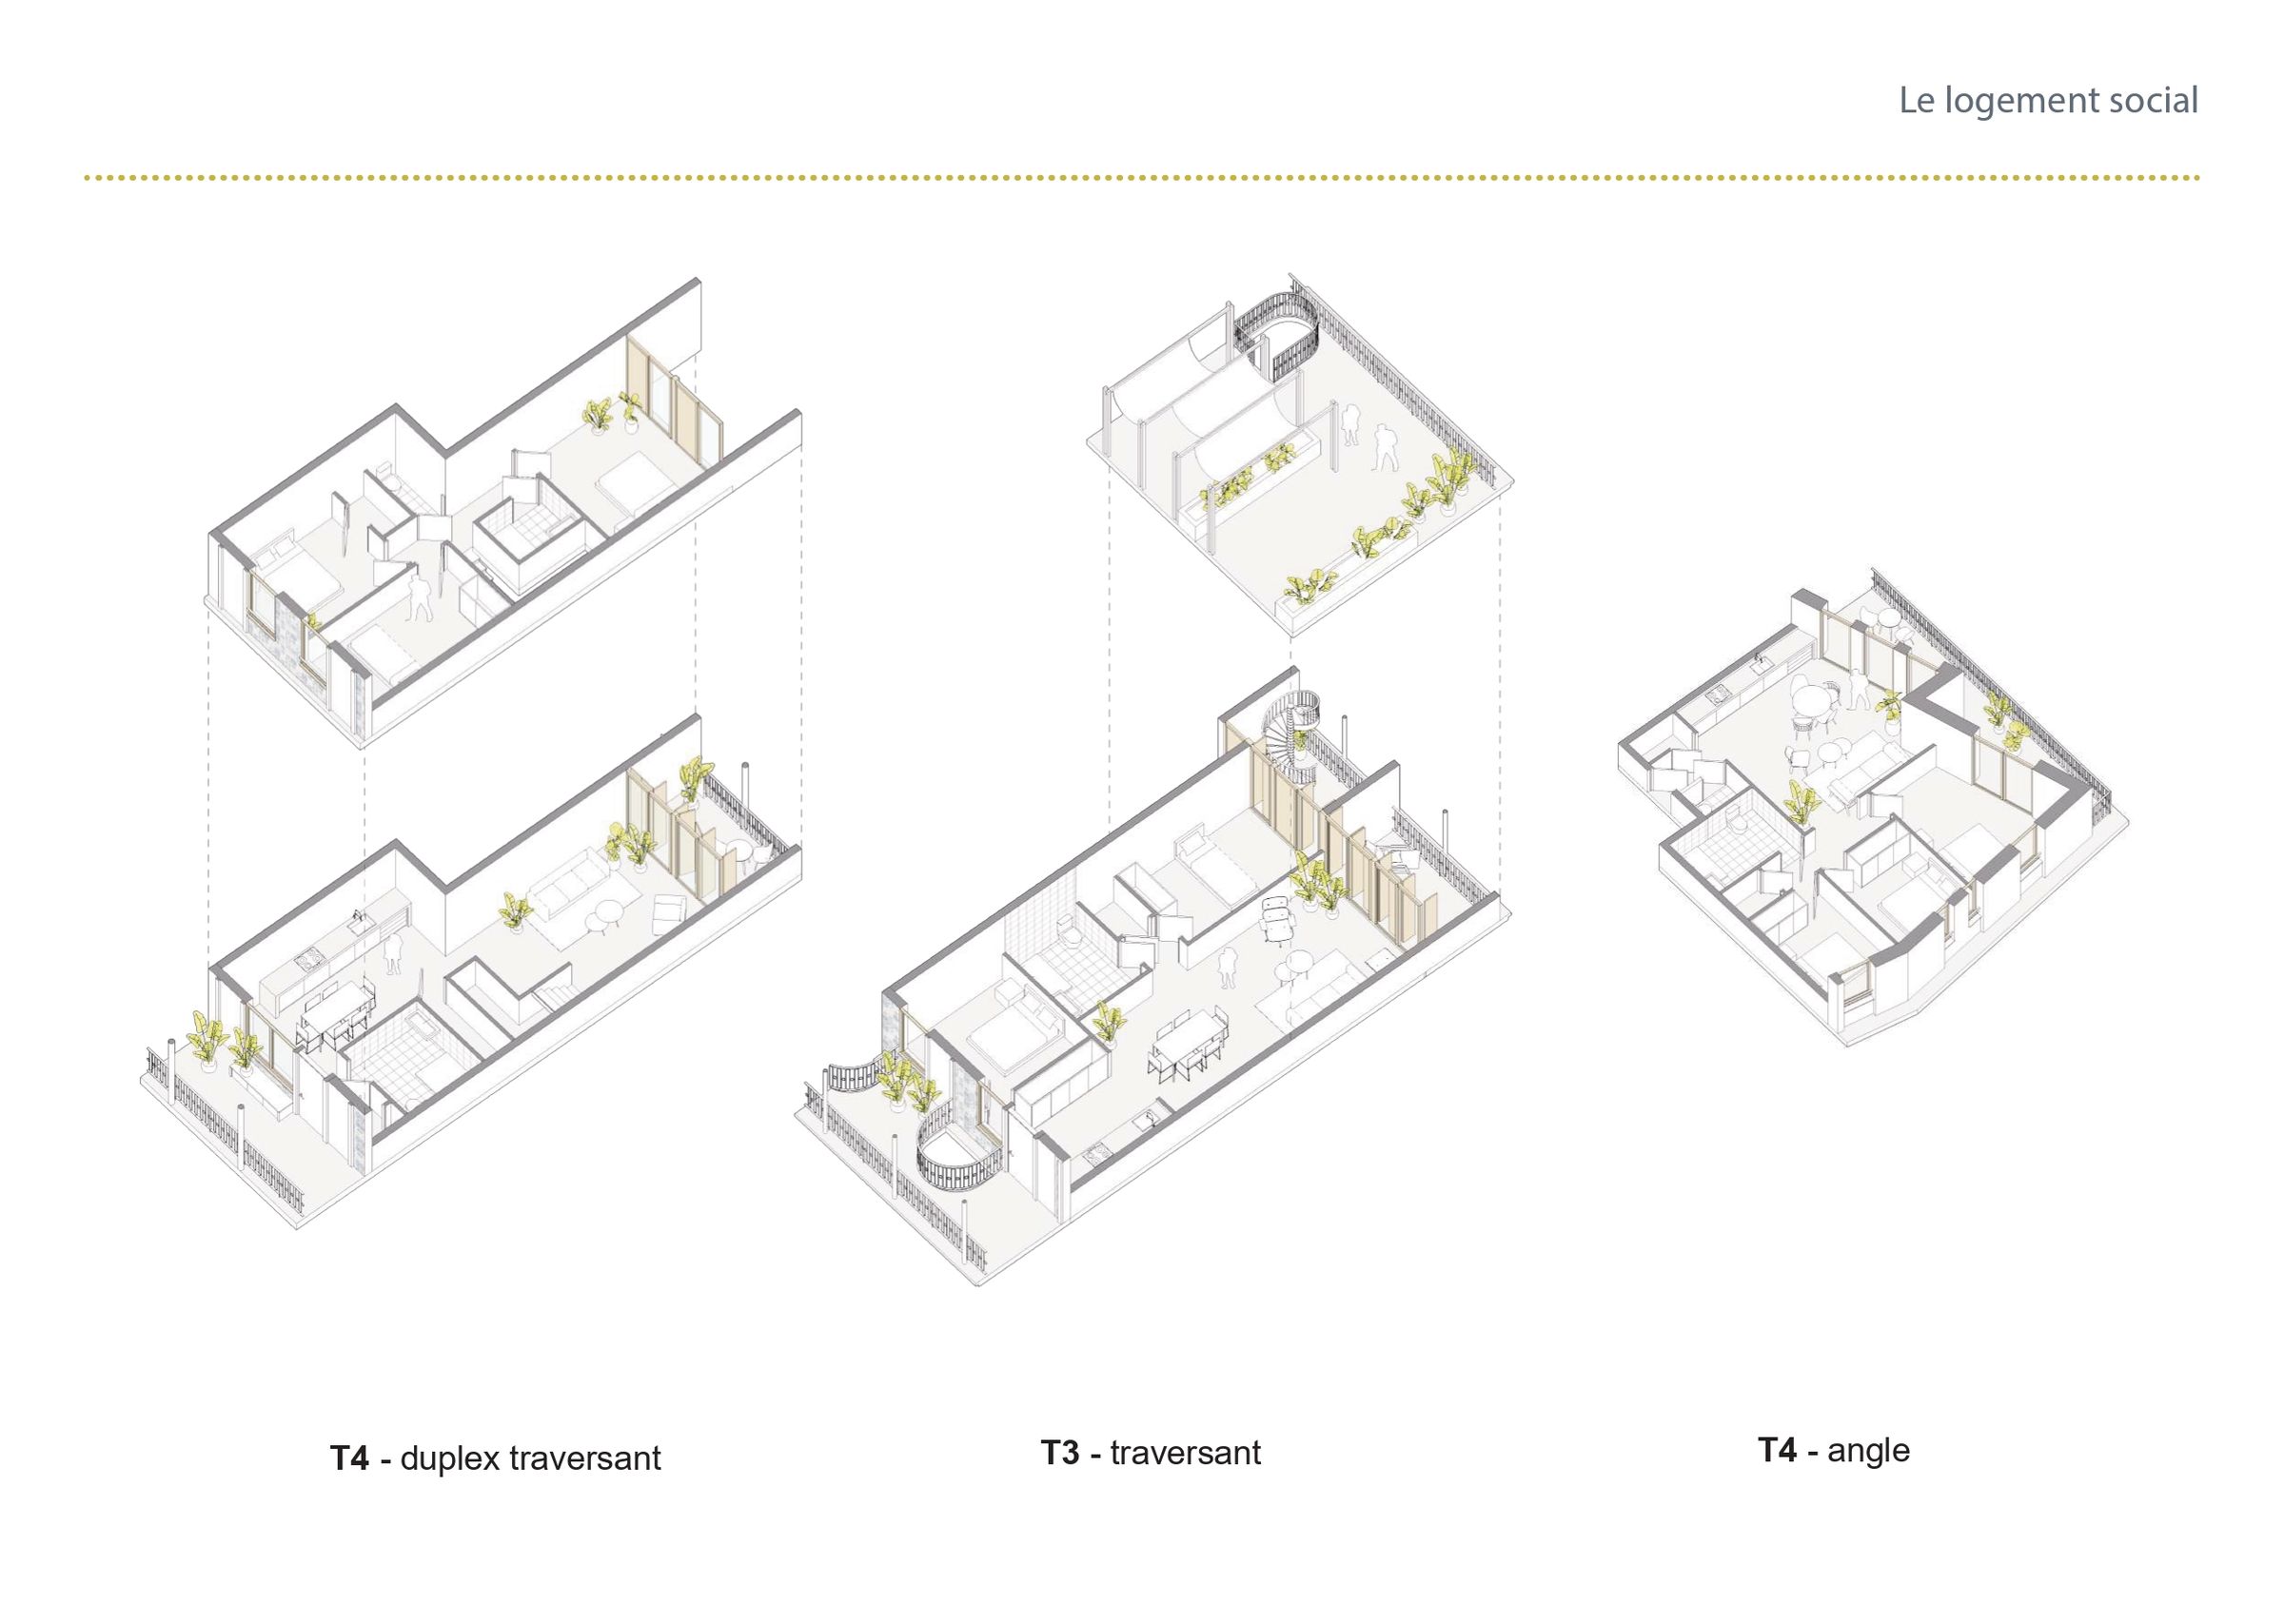 Le logement social
T4 - duplex traversant
T3 - traversant
T4 - angle